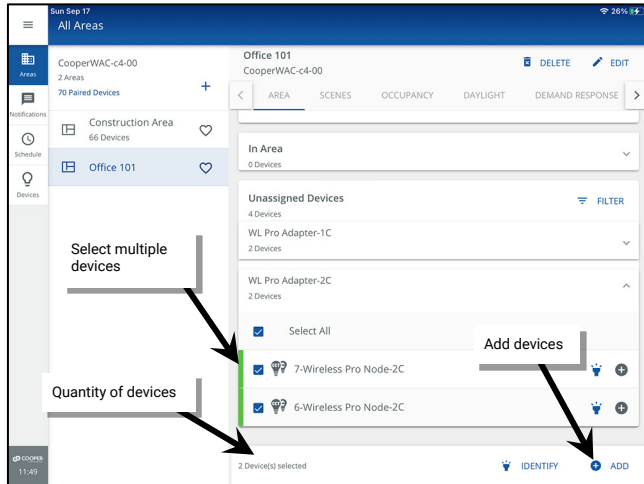 Sun Sep 17
26%
All Areas
Areas
Notifications
Schedule
Devices
COOPER
11:49
CooperWAC-c4-00
2 Areas
70 Paired Devices
Construction Area
66 Devices
Office 101
Office 101
CooperWAC-c4-00
DELETE
EDIT
AREA SCENES OCCUPANCY DAYLIGHT DEMAND RESPONSE
In Area
0 Devices
Unassigned Devices
4 Devices
FILTER
WL Pro Adapter-1C
2 Devices
WL Pro Adapter-2C
2 Devices
Select All
7-Wireless Pro Node-2C
6-Wireless Pro Node-2C
2 Device(s) selected
IDENTIFY
ADD
Select multiple
devices
Add devices
Quantity of devices